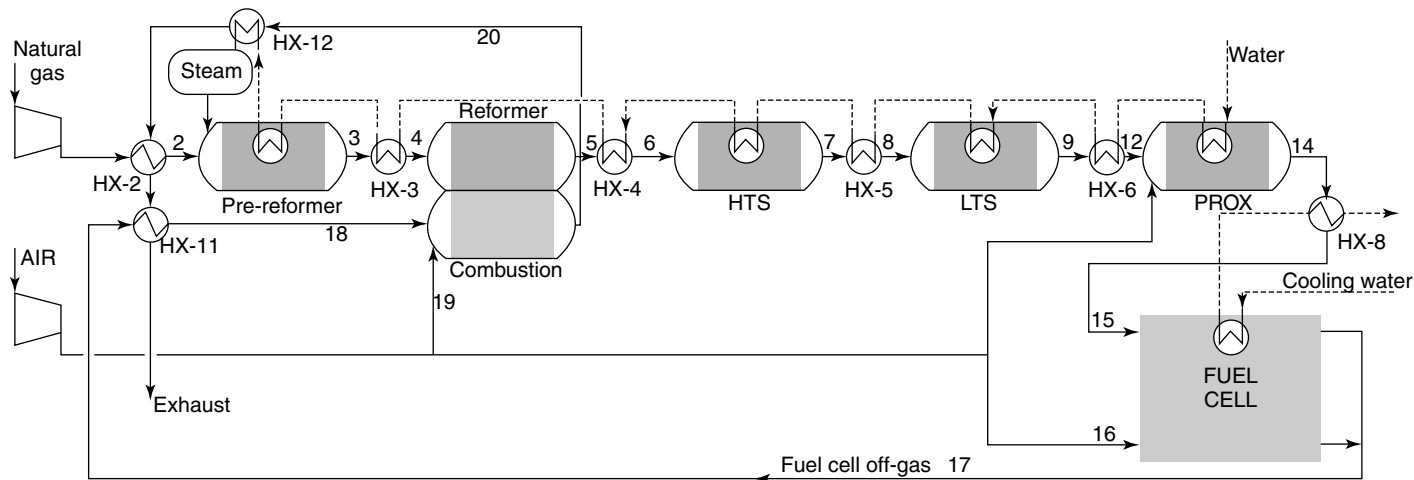 Natural
gas
HX-12
20
Steam
Water
Reformer
2
3
4
5
6
7
8
9
12
14
HX-2
HX-3
HX-4
HX-5
HX-6
Pre-reformer
HTS
LTS
PROX
HX-8
HX-11
18
AIR
Combustion
19
Cooling water
15
FUEL
CELL
Exhaust
16
Fuel cell off-gas 17